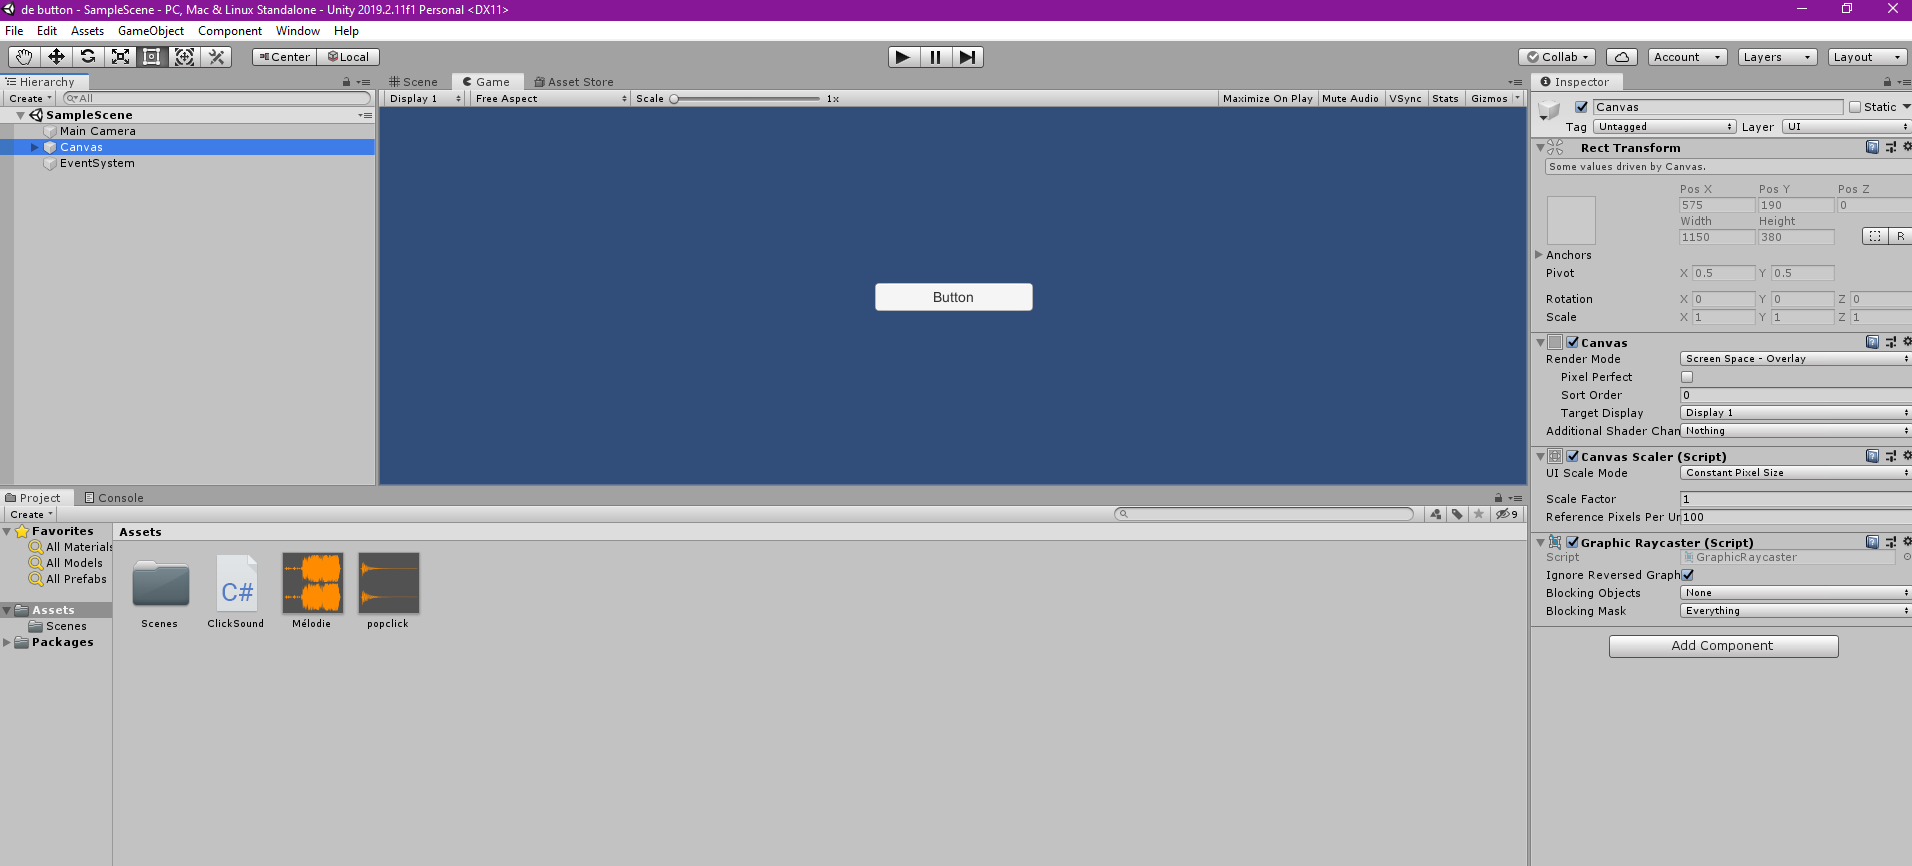 de button - SampleScene - PC, Mac & Linux Standalone - Unity 2019.2.11f1 Personal <DX11>
File Edit Assets GameObject Component Window Help
Center Local Collab Account Layers Layout
Hierarchy
Create All
SampleScene
Main Camera
Canvas
EventSystem
Scene Game Asset Store
Display 1 Free Aspect Scale 1x Maximize On Play Mute Audio VSync Stats Gizmos
Button
Inspector
Canvas Static
Tag Untagged Layer UI
Rect Transform
Some values driven by Canvas.
Pos X Pos Y Pos Z
575 190 0
Width Height
1150 380 R
Anchors
Pivot X 0.5 Y 0.5
Rotation X 0 Y 0 Z 0
Scale X 1 Y 1 Z 1
Canvas
Render Mode Screen Space - Overlay
Pixel Perfect
Sort Order 0
Target Display Display 1
Additional Shader Chan Nothing
Canvas Scaler (Script)
UI Scale Mode Constant Pixel Size
Scale Factor 1
Reference Pixels Per Ur 100
Graphic Raycaster (Script)
Script GraphicRaycaster
Ignore Reversed Graph
Blocking Objects None
Blocking Mask Everything
Add Component
Project Console
Create 9
Favorites
All Materials
All Models
All Prefabs
Assets
Scenes
Packages
Assets
C#
Scenes ClickSound Mélodie popclick